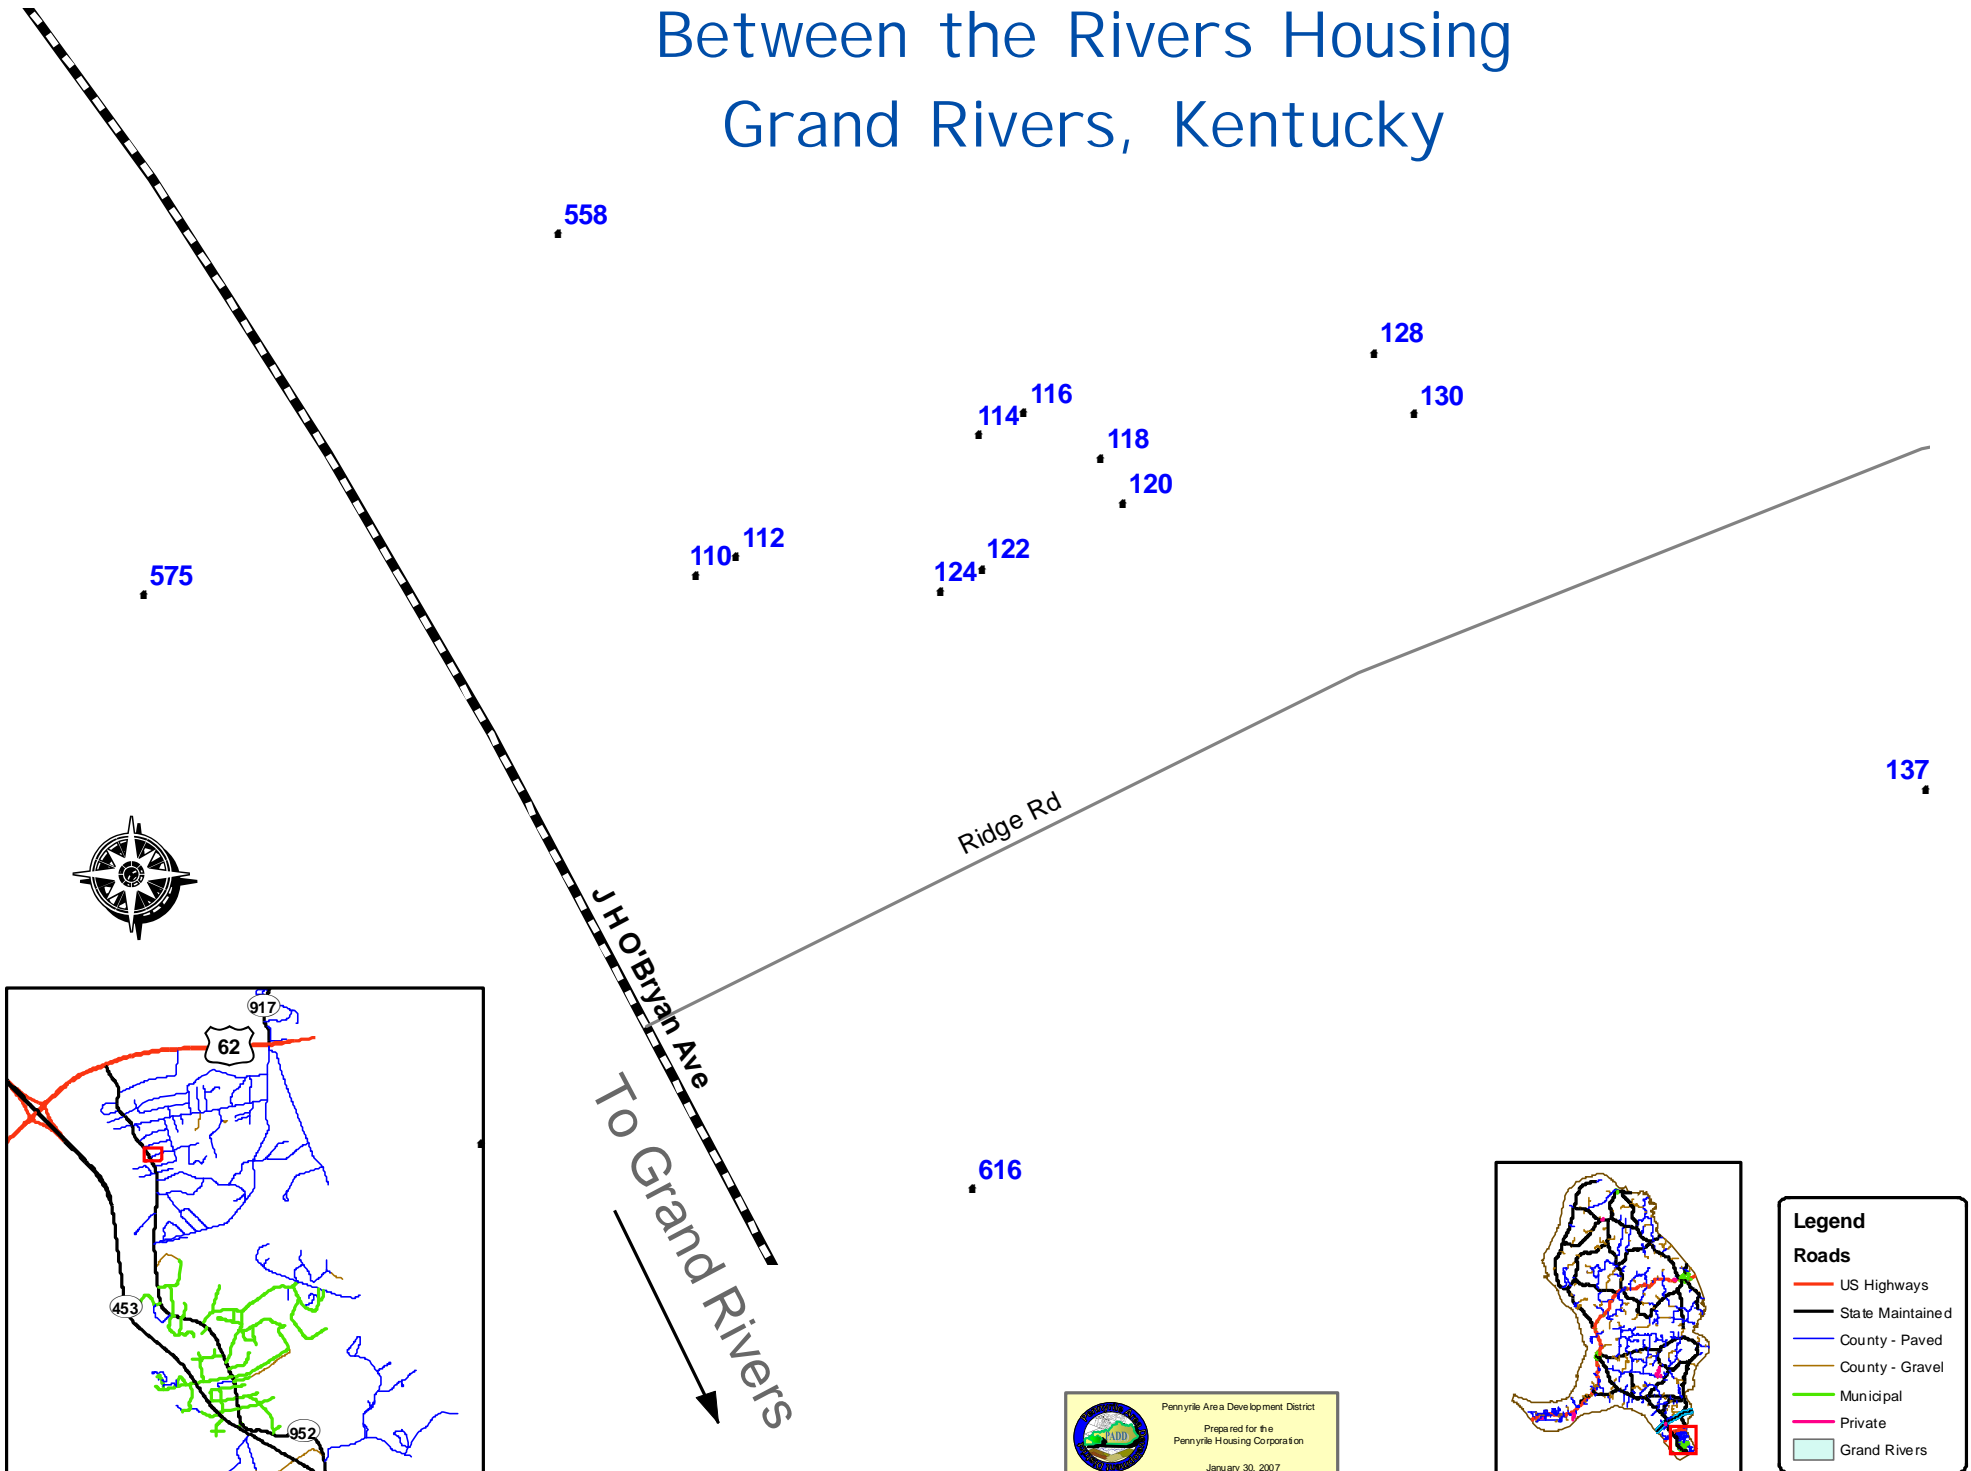 Between the Rivers Housing
Grand Rivers, Kentucky
558
128
130
116
114
118
120
112
110
122
124
575
137
Ridge Rd
J H O'Bryan Ave
To Grand Rivers
616
917
62
453
952
Legend
Roads
US Highways
State Maintained
County - Paved
County - Gravel
Municipal
Private
Grand Rivers
PADD
Pennyrile Area Development District
Prepared for the
Pennyrile Housing Corporation
January 30, 2007